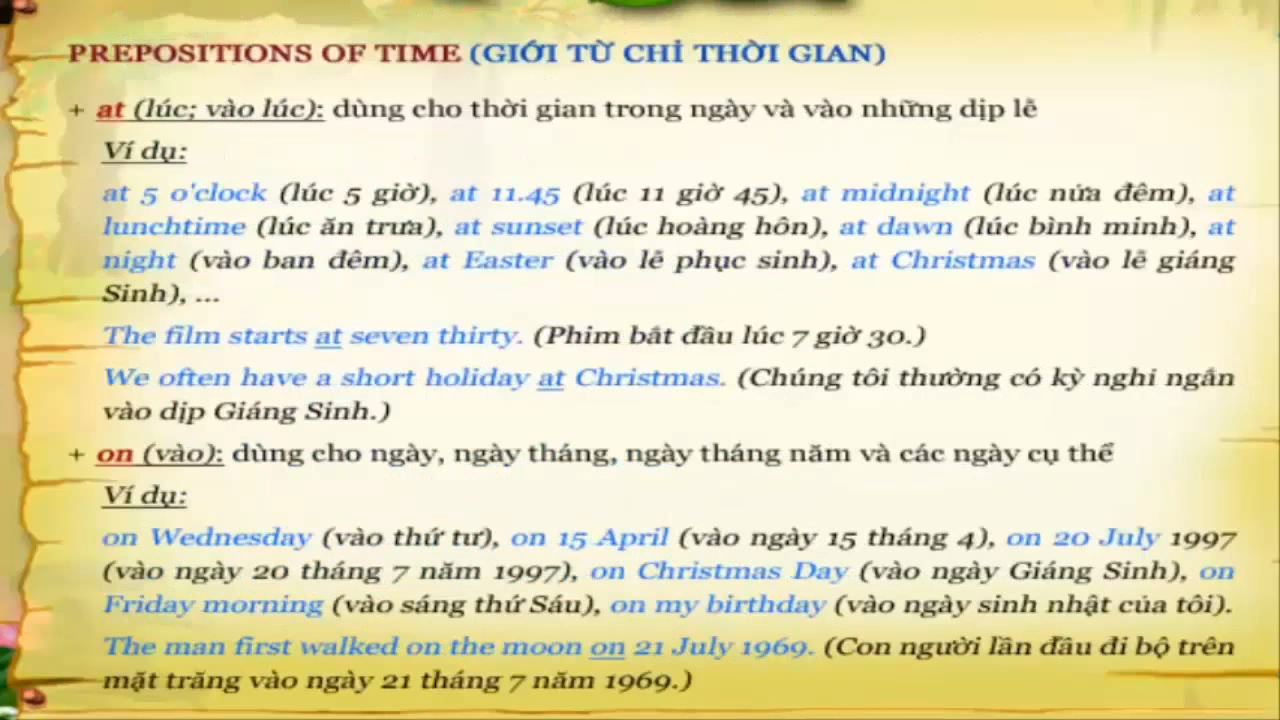 PREPOSITIONS OF TIME (GIỚI TỪ CHỈ THỜI GIAN)
+ at (lúc; vào lúc): dùng cho thời gian trong ngày và vào những dịp lễ
Ví dụ:
at 5 o'clock (lúc 5 giờ), at 11.45 (lúc 11 giờ 45), at midnight (lúc nửa đêm), at
lunchtime (lúc ăn trưa), at sunset (lúc hoàng hôn), at dawn (lúc bình minh), at
night (vào ban đêm), at Easter (vào lễ phục sinh), at Christmas (vào lễ giáng
Sinh), ...
The film starts at seven thirty. (Phim bắt đầu lúc 7 giờ 30.)
We often have a short holiday at Christmas. (Chúng tôi thường có kỳ nghỉ ngắn
vào dịp Giáng Sinh.)
+ on (vào): dùng cho ngày, ngày tháng, ngày tháng năm và các ngày cụ thể
Ví dụ:
on Wednesday (vào thứ tư), on 15 April (vào ngày 15 tháng 4), on 20 July 1997
(vào ngày 20 tháng 7 năm 1997), on Christmas Day (vào ngày Giáng Sinh), on
Friday morning (vào sáng thứ Sáu), on my birthday (vào ngày sinh nhật của tôi).
The man first walked on the moon on 21 July 1969. (Con người lần đầu đi bộ trên
mặt trăng vào ngày 21 tháng 7 năm 1969.)